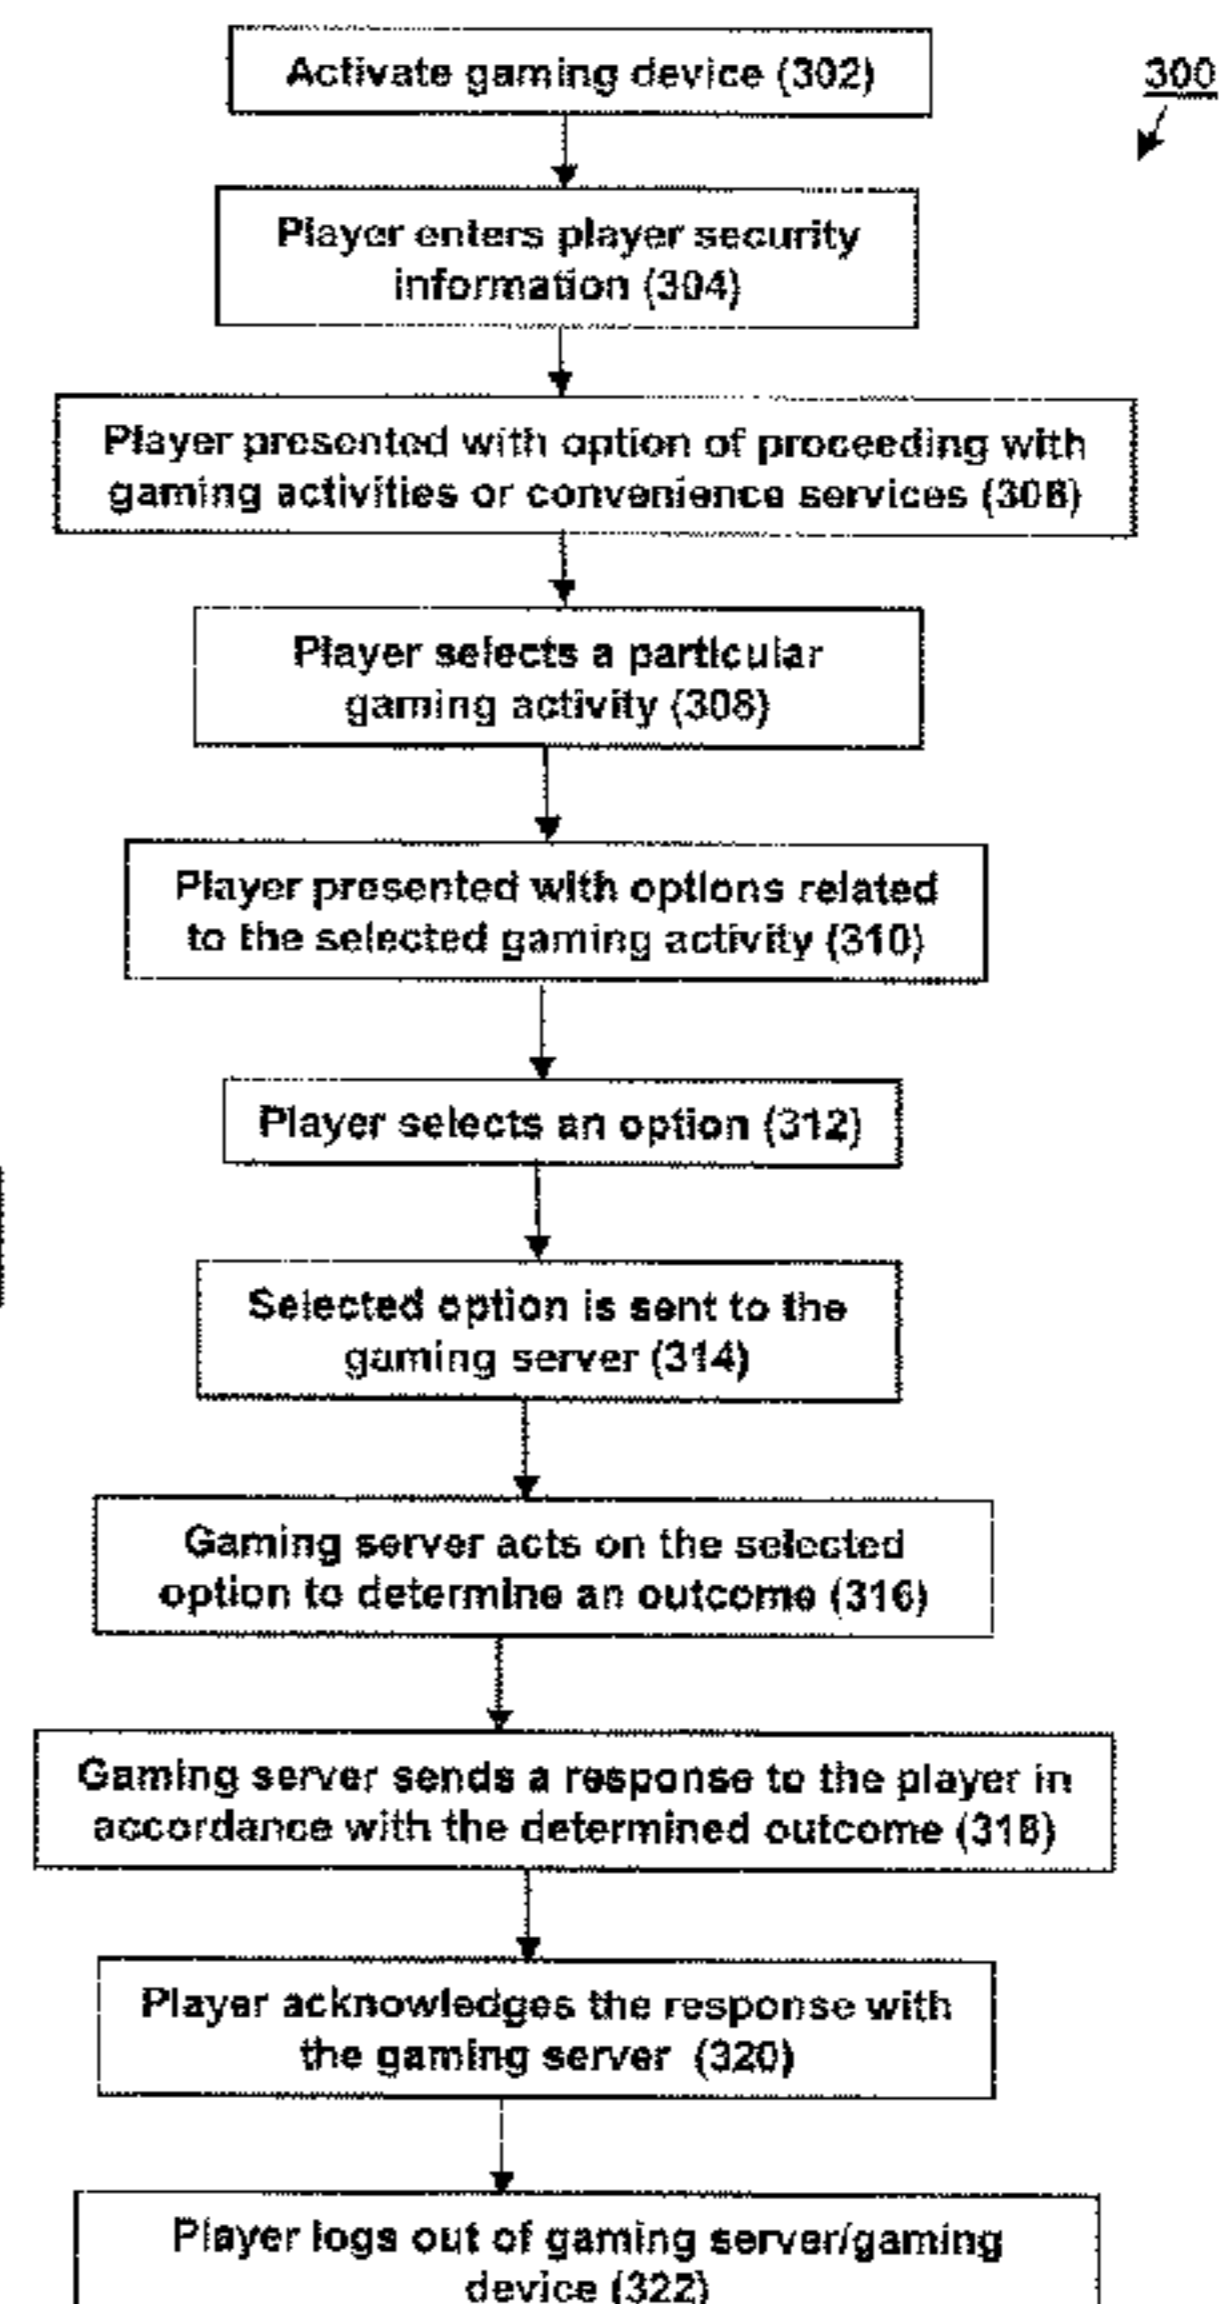 Activate gaming device (302)
300
Player enters player security
information (304)
Player presented with option of proceeding with
gaming activities or convenience services (306)
Player selects a particular
gaming activity (308)
Player presented with options related
to the selected gaming activity (310)
Player selects an option (312)
Selected option is sent to the
gaming server (314)
Gaming server acts on the selected
option to determine an outcome (316)
Gaming server sends a response to the player in
accordance with the determined outcome (318)
Player acknowledges the response with
the gaming server (320)
Player logs out of gaming server/gaming
device (322)